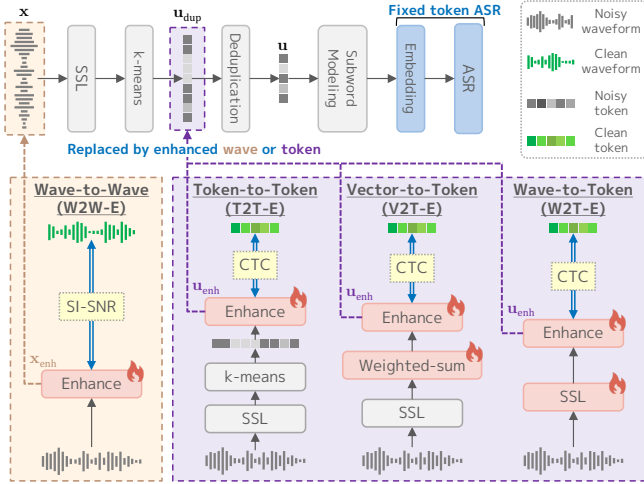 x
u_dup
u
Fixed token ASR
SSL
k-means
Deduplication
Subword
Modeling
Embedding
ASR
Noisy
waveform
Clean
waveform
Noisy
token
Clean
token
Replaced by enhanced wave or token
Wave-to-Wave
(W2W-E)
SI-SNR
x_enh
Enhance
Token-to-Token
(T2T-E)
CTC
u_enh
Enhance
k-means
SSL
Vector-to-Token
(V2T-E)
CTC
u_enh
Enhance
Weighted-sum
SSL
Wave-to-Token
(W2T-E)
CTC
u_enh
Enhance
SSL